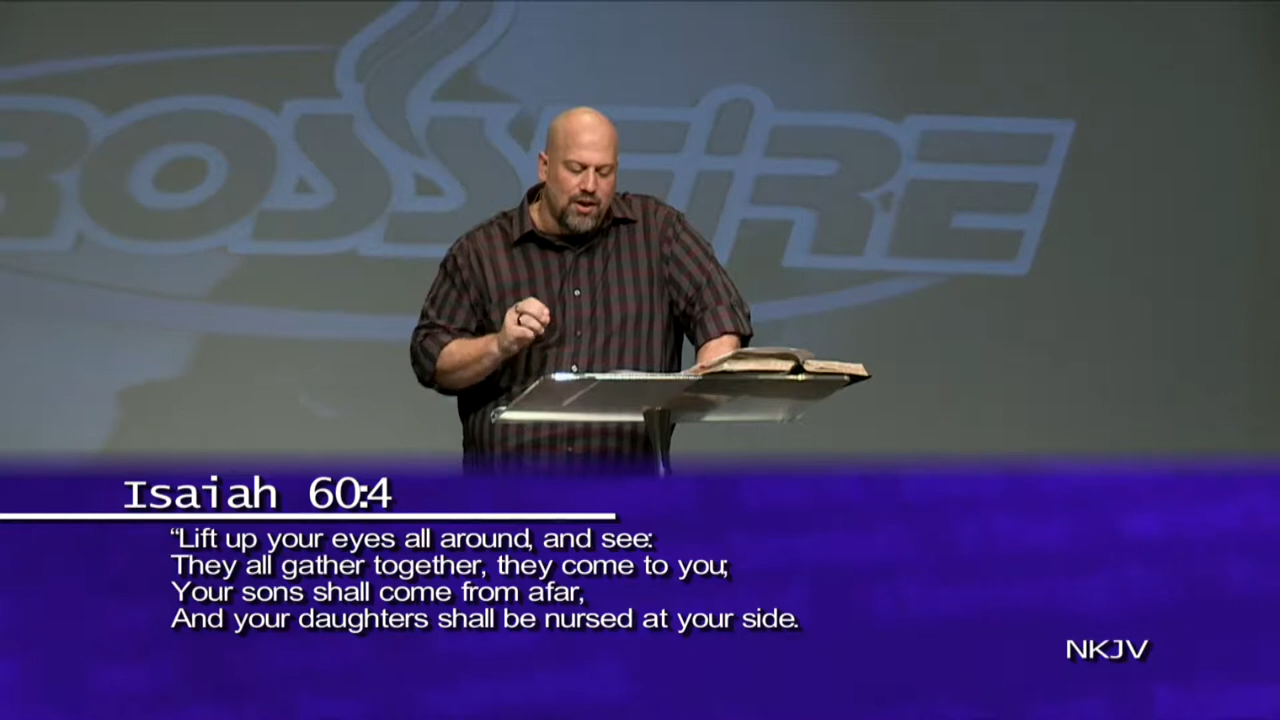 ROSSFIRE
Isaiah 60:4
“Lift up your eyes all around, and see:
They all gather together, they come to you;
Your sons shall come from afar,
And your daughters shall be nursed at your side.
NKJV